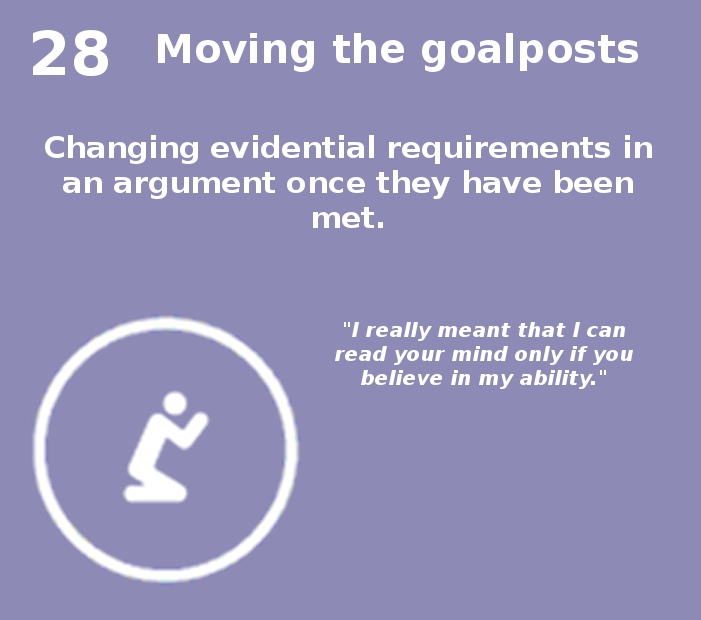 28 Moving the goalposts
Changing evidential requirements in
an argument once they have been
met.
"I really meant that I can
read your mind only if you
believe in my ability."